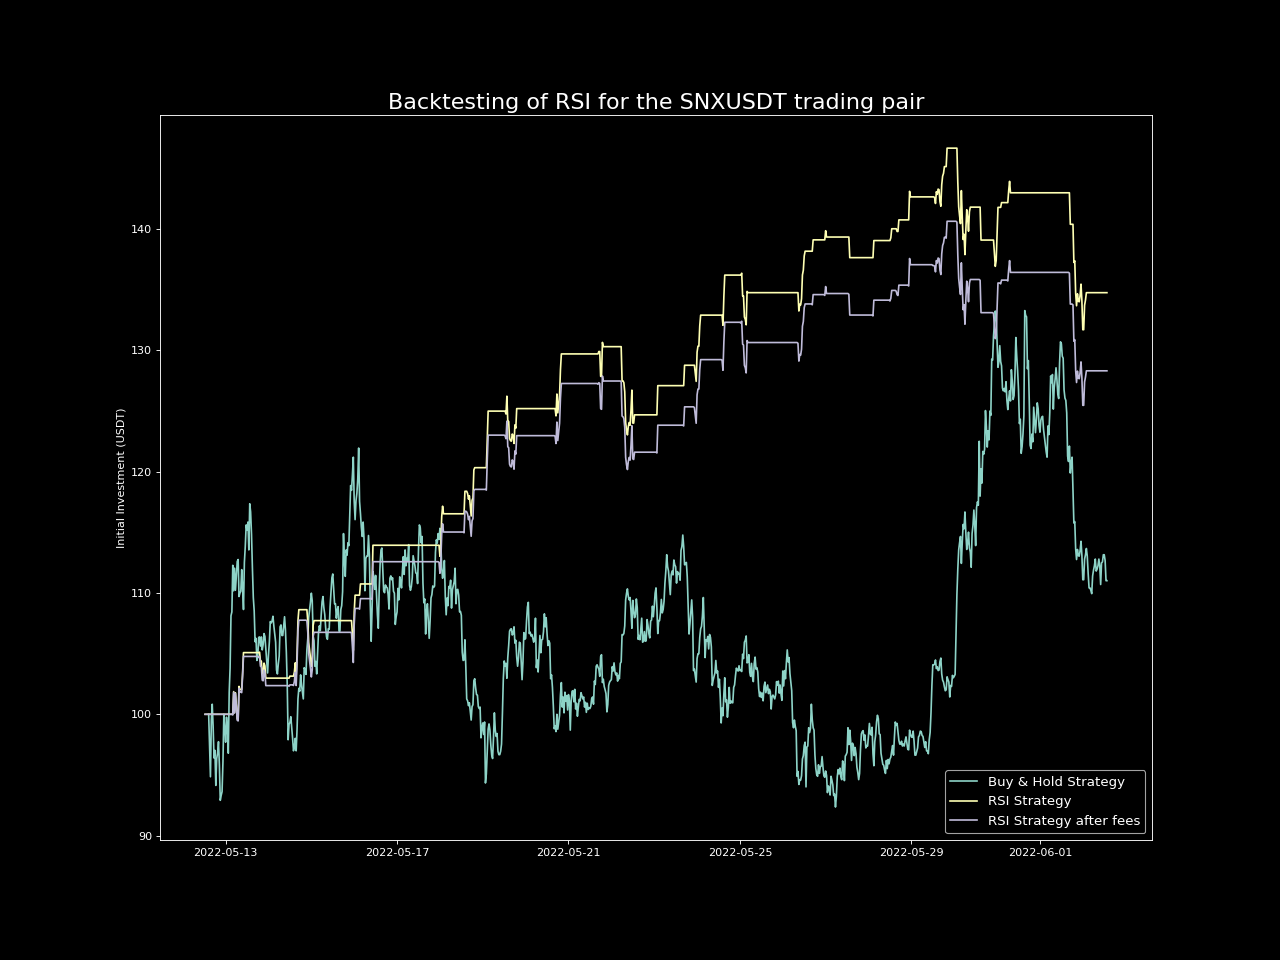 Backtesting of RSI for the SNXUSDT trading pair
Initial Investment (USDT)
140
130
120
110
100
90
2022-05-13 2022-05-17 2022-05-21 2022-05-25 2022-05-29 2022-06-01
Buy & Hold Strategy
RSI Strategy
RSI Strategy after fees